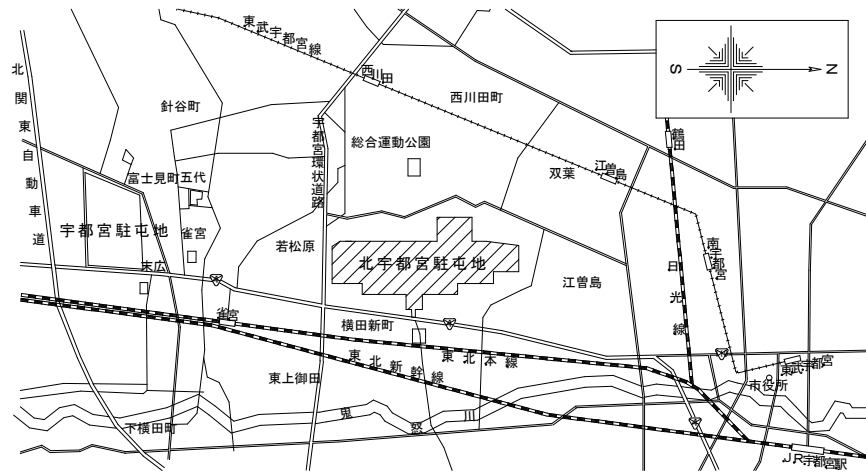 東武宇都宮線
西川田
西川田町
S
N
北関東自動車道
針谷町
宇都宮環状道路
総合運動公園
鶴田
富士見町
五代
双葉
江曽島
宇都宮駐屯地
雀宮
若松原
南宇都宮
末広
北宇都宮駐屯地
江曽島
日光線
雀宮
横田新町
東北本線
東北新幹線
東武宇都宮
東上御田
市役所
鬼怒川
下横田町
JR宇都宮駅